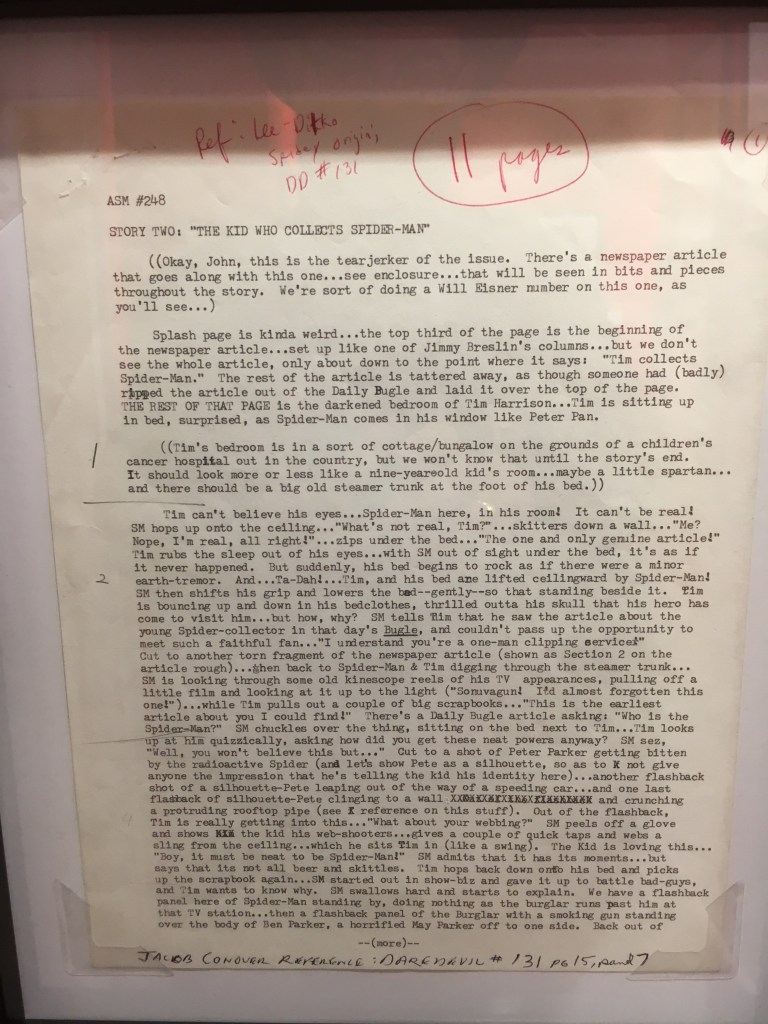 Ref: Lee-Ditko
Spidey origin,
DD #131
11 pages
1
ASM #248
STORY TWO: "THE KID WHO COLLECTS SPIDER-MAN"
((Okay, John, this is the tearjerker of the issue. There's a newspaper article
that goes along with this one...see enclosure...that will be seen in bits and pieces
throughout the story. We're sort of doing a Will Eisner number on this one, as
you'll see...)
Splash page is kinda weird...the top third of the page is the beginning of
the newspaper article...set up like one of Jimmy Breslin's columns...but we don't
see the whole article, only about down to the point where it says: "Tim collects
Spider-Man." The rest of the article is tattered away, as though someone had (badly)
ripped the article out of the Daily Bugle and laid it over the top of the page.
THE REST OF THAT PAGE is the darkened bedroom of Tim Harrison...Tim is sitting up
in bed, surprised, as Spider-Man comes in his window like Peter Pan.
1
((Tim's bedroom is in a sort of cottage/bungalow on the grounds of a children's
cancer hospital out in the country, but we won't know that until the story's end.
It should look more or less like a nine-yeareold kid's room...maybe a little spartan...
and there should be a big old steamer trunk at the foot of his bed.))
Tim can't believe his eyes...Spider-Man here, in his room! It can't be real!
SM hops up onto the ceiling..."What's not real, Tim?"...skitters down a wall..."Me?
Nope, I'm real, all right!"...zips under the bed..."The one and only genuine article!"
Tim rubs the sleep out of his eyes...with SM out of sight under the bed, it's as if
it never happened. But suddenly, his bed begins to rock as if there were a minor
2
earth-tremor. And...Ta-Dah!...Tim, and his bed are lifted ceilingward by Spider-Man!
SM then shifts his grip and lowers the bed--gently--so that standing beside it. Tim
is bouncing up and down in his bedclothes, thrilled outta his skull that his hero has
come to visit him...but how, why? SM tells Tim that he saw the article about the
young Spider-collector in that day's Bugle, and couldn't pass up the opportunity to
meet such a faithful fan..."I understand you're a one-man clipping service!"
Cut to another torn fragment of the newspaper article (shown as Section 2 on the
article rough)...then back to Spider-Man & Tim digging through the steamer trunk...
SM is looking through some old kinescope reels of his TV appearances, pulling off a
little film and looking at it up to the light ("Sonuvagun! I'd almost forgotten this
one!")...while Tim pulls out a couple of big scrapbooks..."This is the earliest
article about you I could find!" There's a Daily Bugle article asking: "Who is the
Spider-Man?" SM chuckles over the thing, sitting on the bed next to Tim...Tim looks
up at him quizzically, asking how did you get these neat powers anyway? SM sez,
"Well, you won't believe this but..." Cut to a shot of Peter Parker getting bitten
by the radioactive Spider (and let's show Pete as a silhouette, so as to not give
anyone the impression that he's telling the kid his identity here)...another flashback
shot of a silhouette-Pete leaping out of the way of a speeding car...and one last
flashback of silhouette-Pete clinging to a wall and crunching
a protruding rooftop pipe (see reference on this stuff). Out of the flashback,
Tim is really getting into this..."What about your webbing?" SM peels off a glove
and shows the kid his web-shooters...gives a couple of quick taps and webs a
sling from the ceiling...which he sits Tim in (like a swing). The Kid is loving this...
"Boy, it must be neat to be Spider-Man!" SM admits that it has its moments...but
says that its not all beer and skittles. Tim hops back down onto his bed and picks
up the scrapbook again...SM started out in show-biz and gave it up to battle bad-guys,
and Tim wants to know why. SM swallows hard and starts to explain. We have a flashback
panel here of Spider-Man standing by, doing nothing as the burglar runs past him at
that TV station...then a flashback panel of the Burglar with a smoking gun standing
over the body of Ben Parker, a horrified May Parker off to one side. Back out of
--(more)--
JACOB CONOVER REFERENCE: DAREDEVIL # 131 pg 15, panel 7